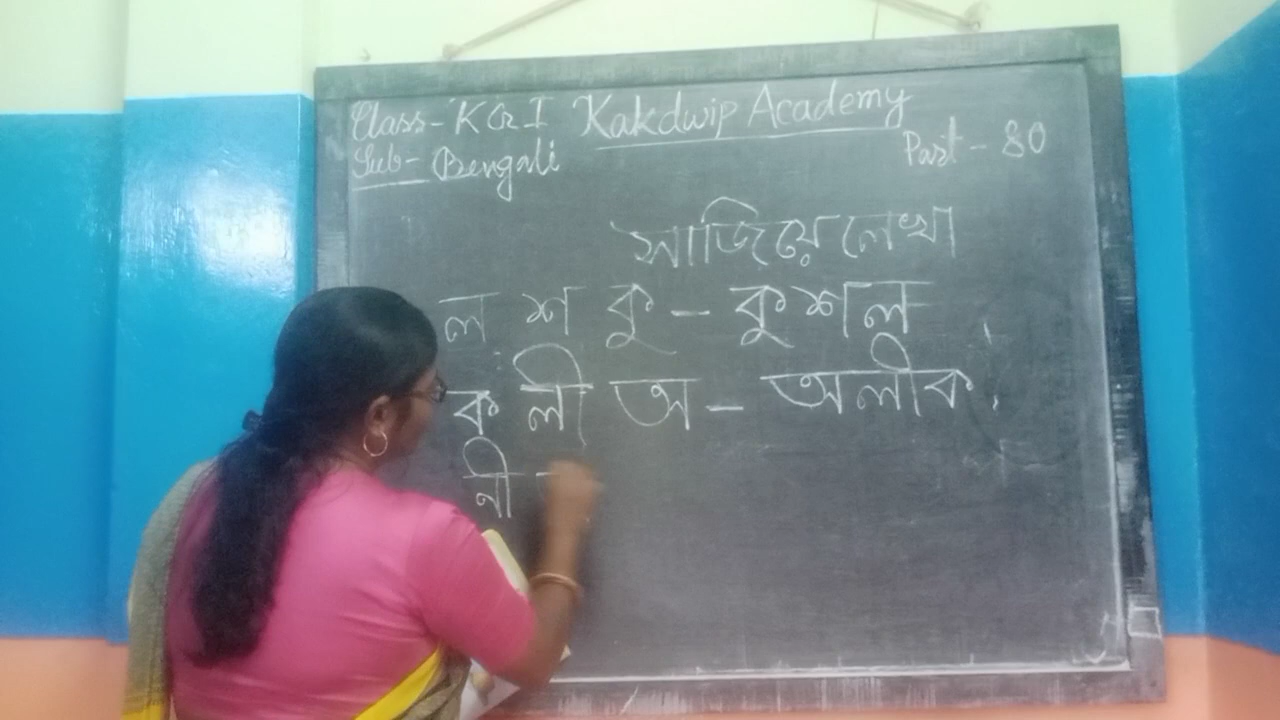 Class- KG-I Kakdwip Academy
Sub- Bengali Part - 80
সাজিয়ে লেখা
ল শ কু - কুশল
ক লী অ - অলীক
নী